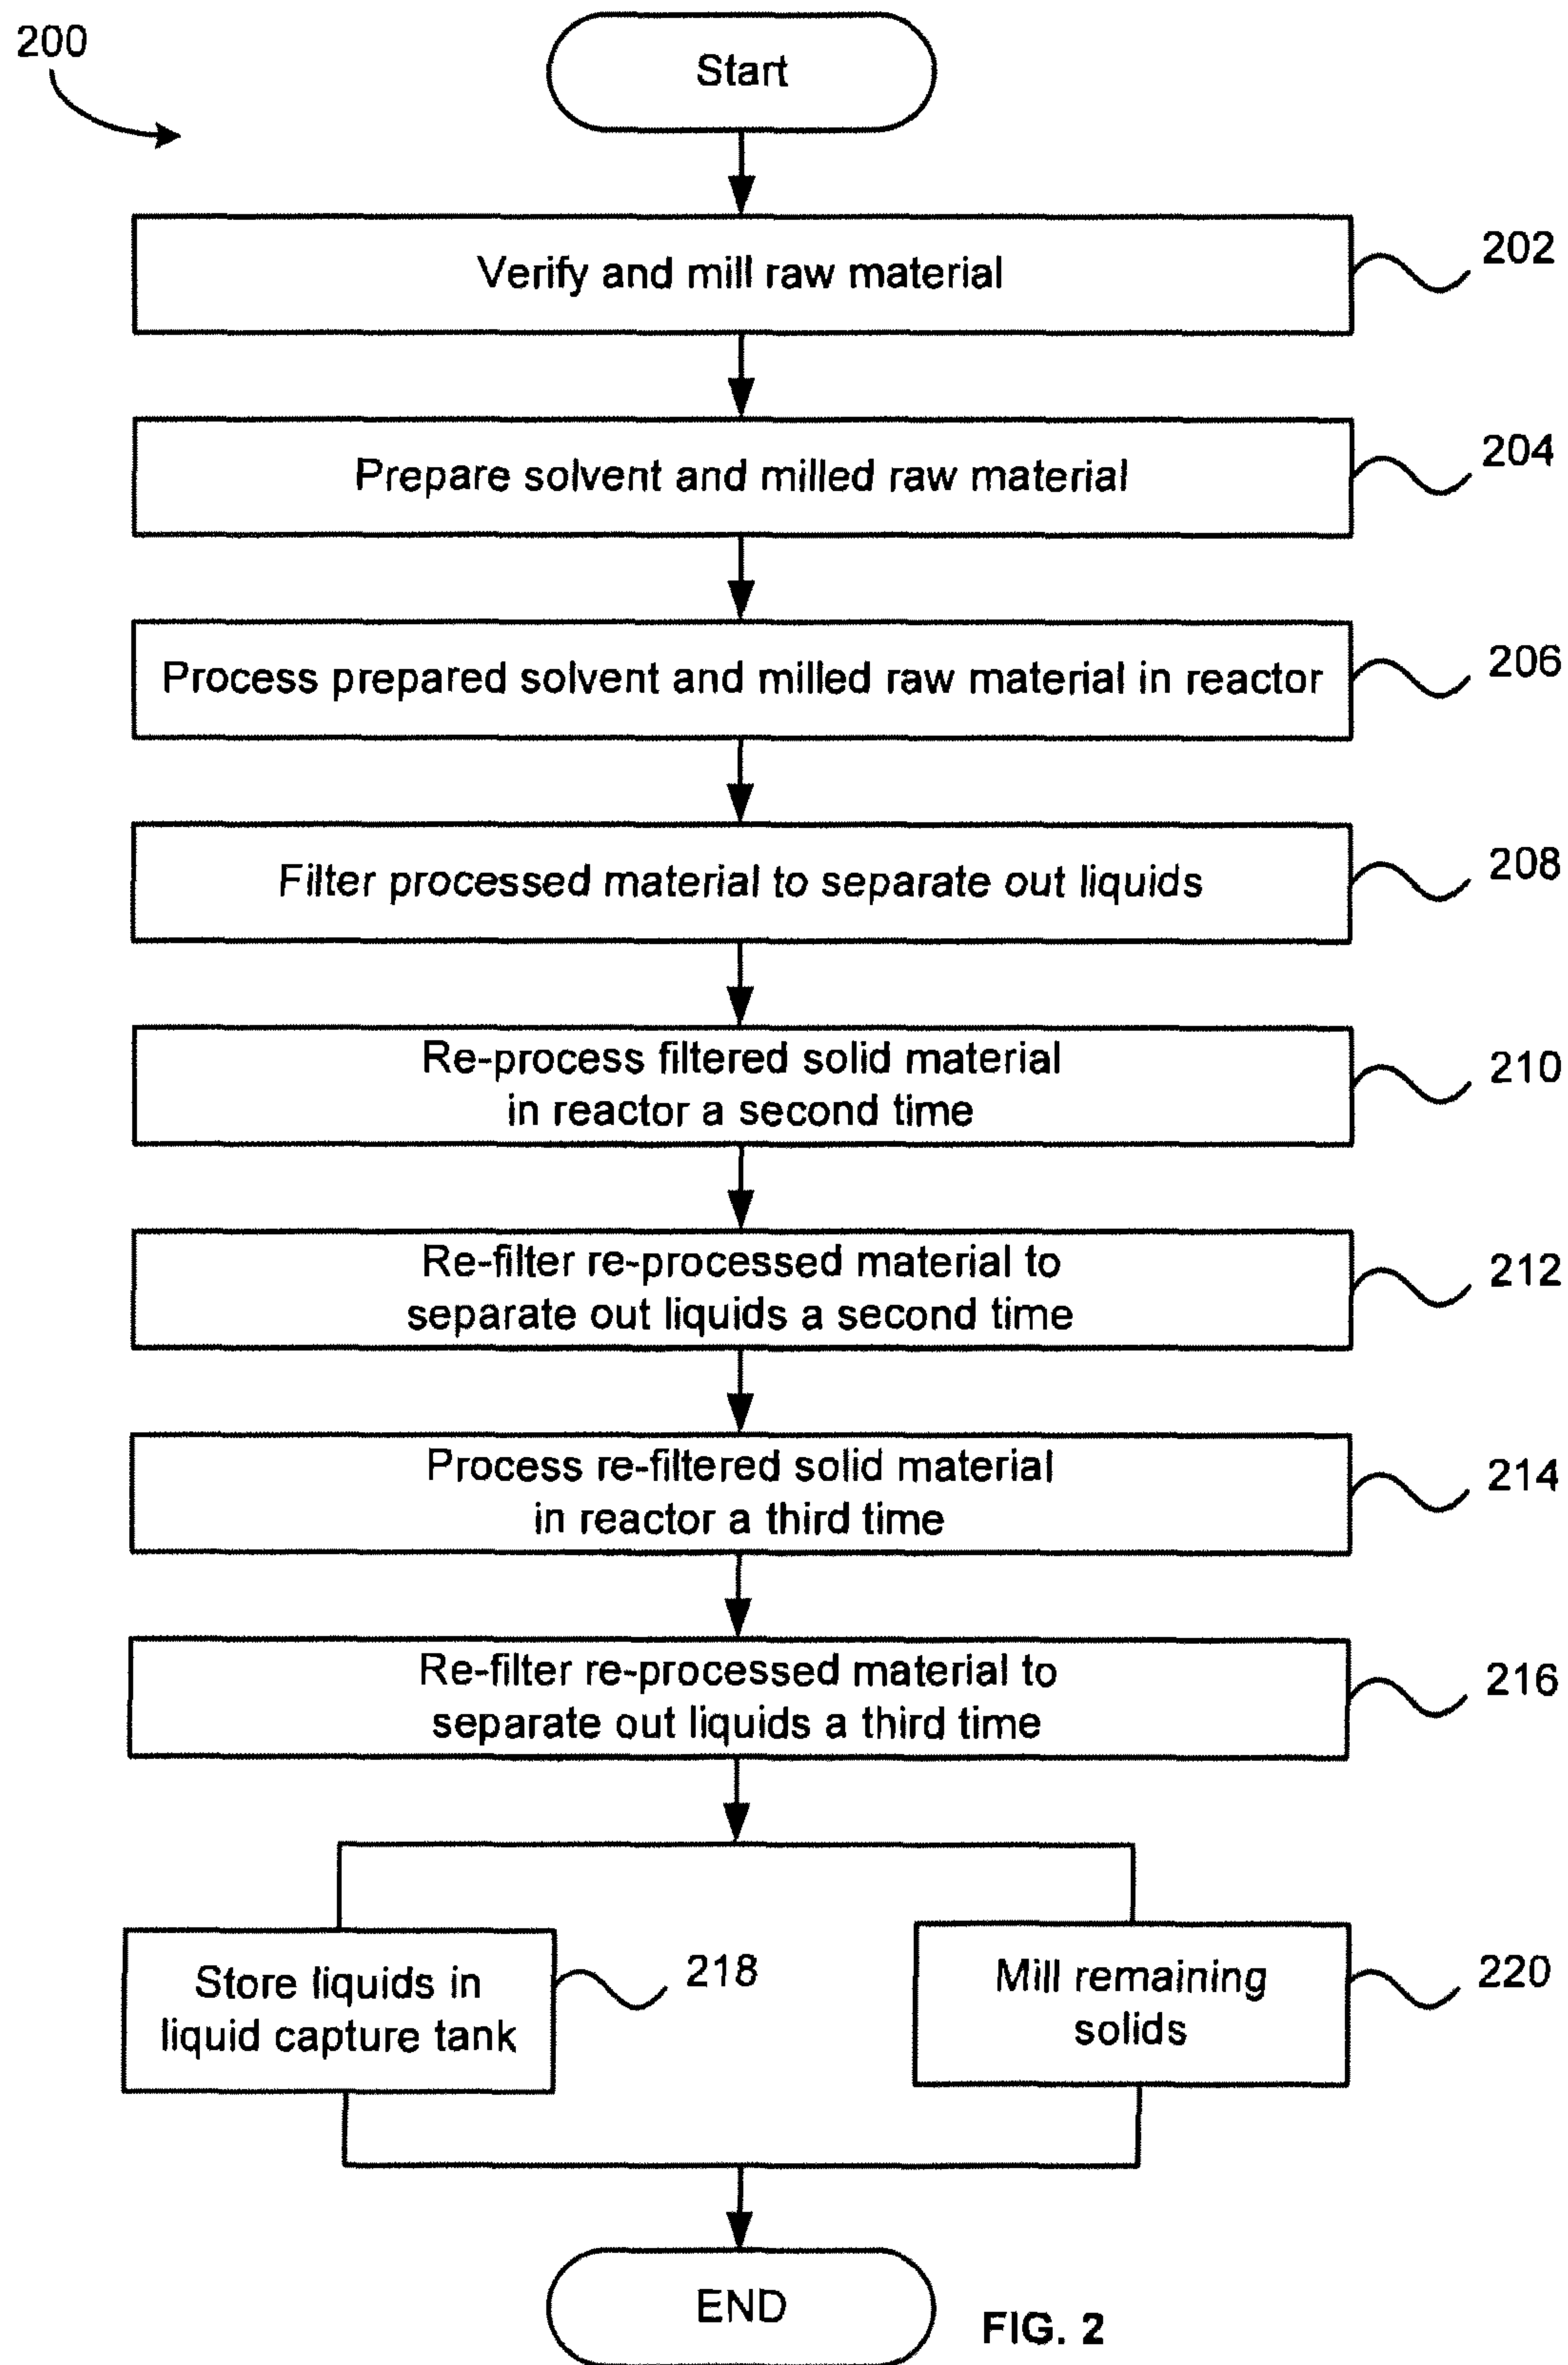 200
Start
Verify and mill raw material
202
Prepare solvent and milled raw material
204
Process prepared solvent and milled raw material in reactor
206
Filter processed material to separate out liquids
208
Re-process filtered solid material
in reactor a second time
210
Re-filter re-processed material to
separate out liquids a second time
212
Process re-filtered solid material
in reactor a third time
214
Re-filter re-processed material to
separate out liquids a third time
216
Store liquids in
liquid capture tank
218
Mill remaining
solids
220
END
FIG. 2